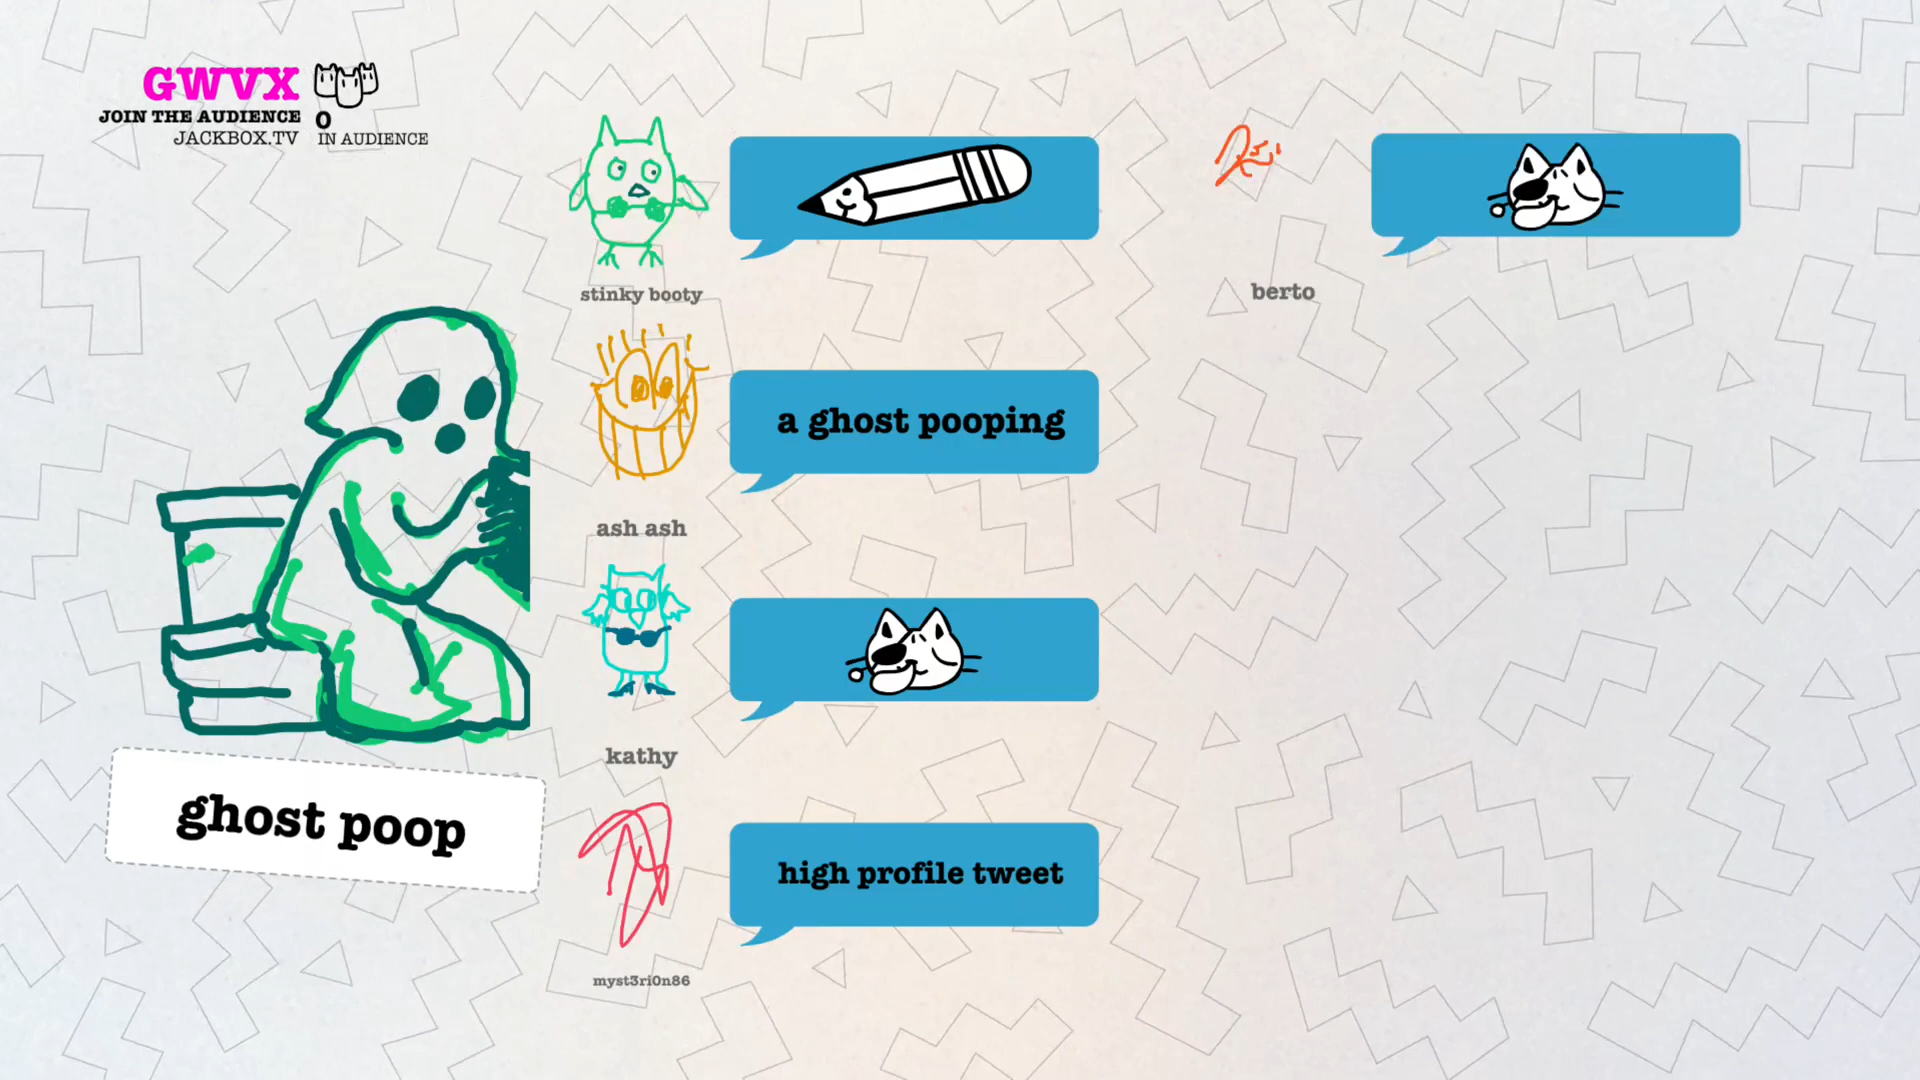 GWVX
JOIN THE AUDIENCE
JACKBOX.TV
0
IN AUDIENCE
stinky booty
berto
a ghost pooping
ash ash
kathy
ghost poop
high profile tweet
myst3ri0n86